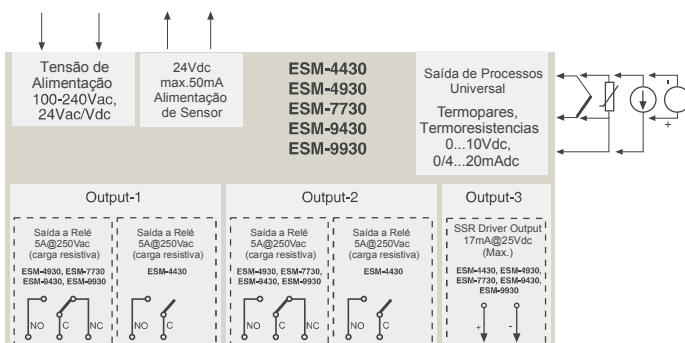 Tensão de
Alimentação
100-240Vac,
24Vac/Vdc
24Vdc
max.50mA
Alimentação
de Sensor
ESM-4430
ESM-4930
ESM-7730
ESM-9430
ESM-9930
Saída de Processos
Universal
Termopares,
Termoresistencias
0...10Vdc,
0/4...20mAdc
-
+
Output-1
Saída a Relé
5A@250Vac
(carga resistiva)
ESM-4930, ESM-7730
ESM-9430, ESM-9930
NO
C
NC
Saída a Relé
5A@250Vac
(carga resistiva)
ESM-4430
NO
C
Output-2
Saída a Relé
5A@250Vac
(carga resistiva)
ESM-4930, ESM-7730,
ESM-9430, ESM-9930
NO
C
NC
Saída a Relé
5A@250Vac
(carga resistiva)
ESM-4430
NO
C
Output-3
SSR Driver Output
17mA@25Vdc
(Max.)
ESM-4430, ESM-4930,
ESM-7730, ESM-9430,
ESM-9930
+
-